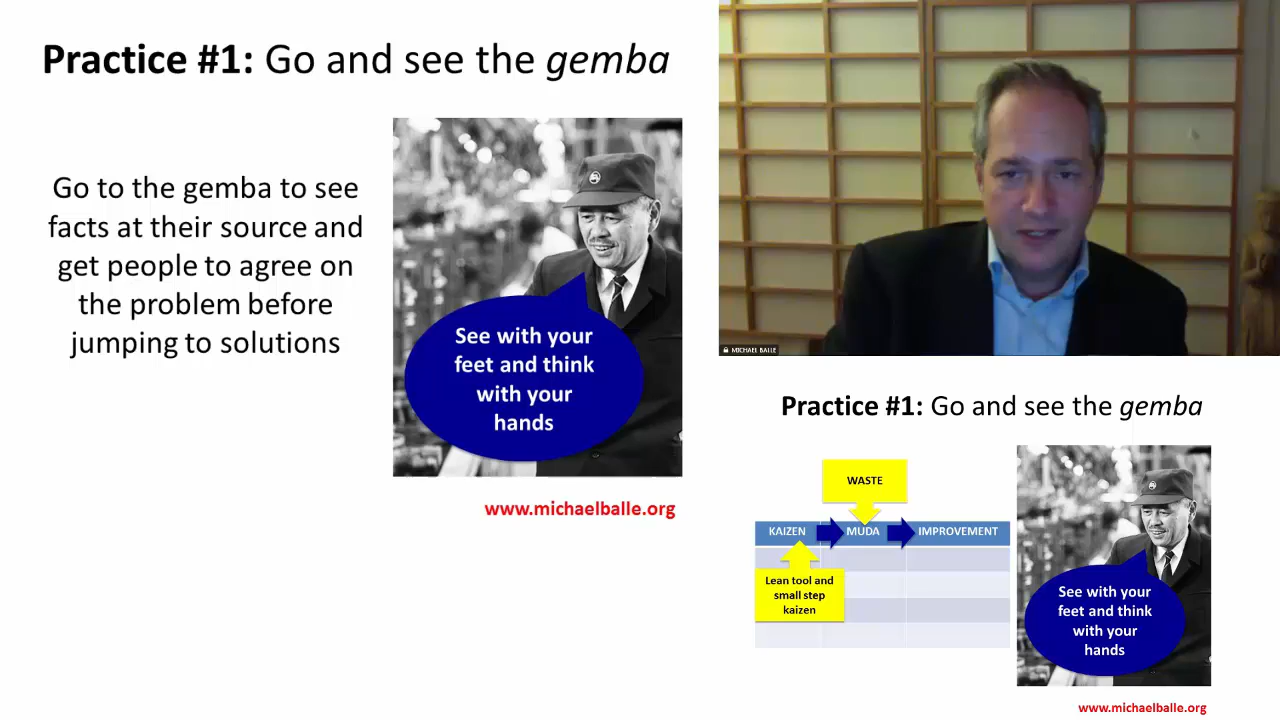 Practice #1: Go and see the gemba
Go to the gemba to see
facts at their source and
get people to agree on
the problem before
jumping to solutions
See with your
feet and think
with your
hands
www.michaelballe.org
MICHAEL BALLE
Practice #1: Go and see the gemba
WASTE
KAIZEN MUDA IMPROVEMENT
Lean tool and
small step
kaizen
See with your
feet and think
with your
hands
www.michaelballe.org